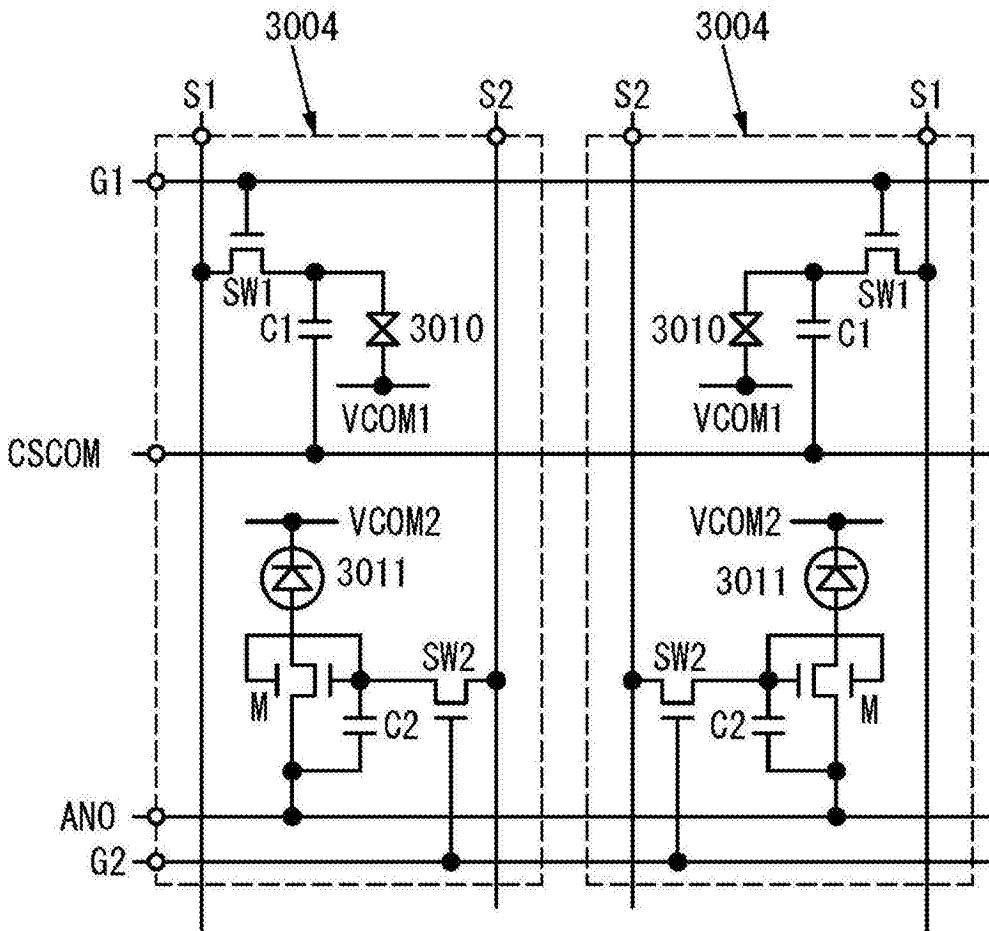 3004 3004
S1 S2 S2 S1
G1
SW1 SW1
C1 3010 3010 C1
VCOM1 VCOM1
CSCOM
VCOM2 VCOM2
3011 3011
SW2 SW2
M M
C2 C2
ANO
G2